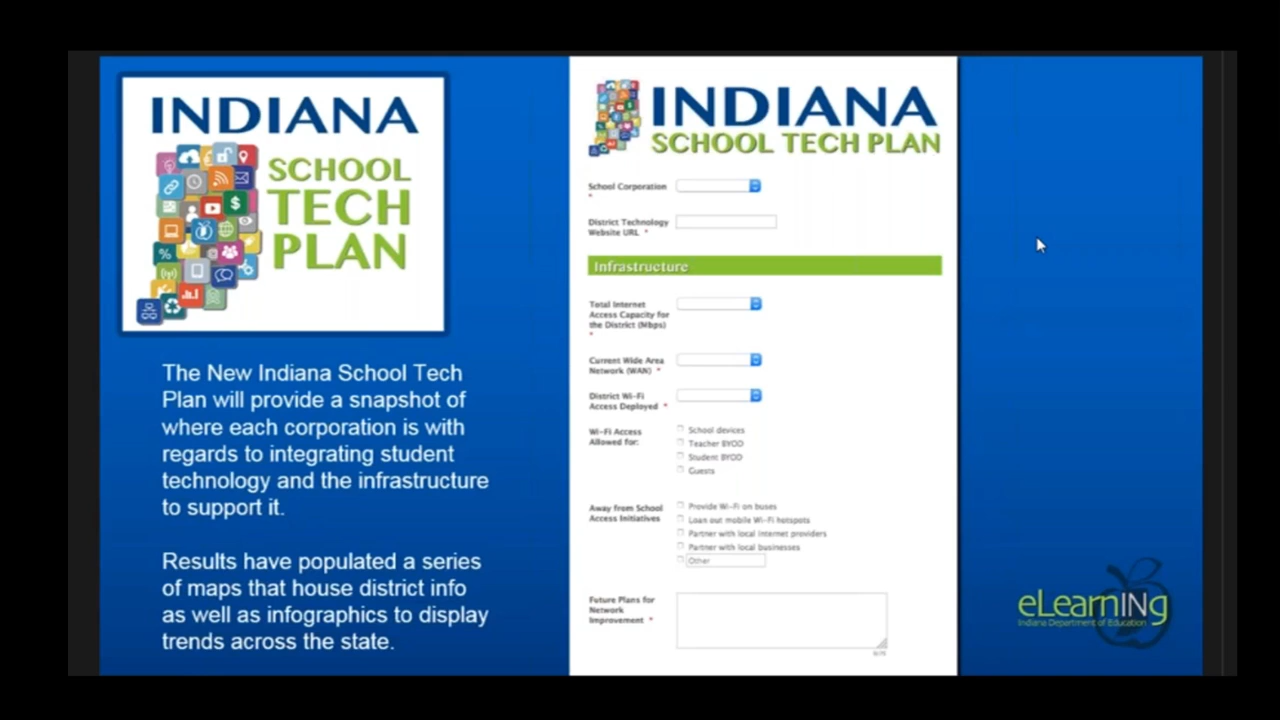 INDIANA
SCHOOL
TECH
PLAN
The New Indiana School Tech
Plan will provide a snapshot of
where each corporation is with
regards to integrating student
technology and the infrastructure
to support it.
Results have populated a series
of maps that house district info
as well as infographics to display
trends across the state.
INDIANA
SCHOOL TECH PLAN
School Corporation
*
District Technology
Website URL *
Infrastructure
Total Internet
Access Capacity for
the District (Mbps)
*
Current Wide Area
Network (WAN) *
District Wi-Fi
Access Deployed *
Wi-Fi Access
Allowed for:
School devices
Teacher BYOD
Student BYOD
Guests
Away from School
Access Initiatives
Provide Wi-Fi on buses
Loan out mobile Wi-Fi hotspots
Partner with local internet providers
Partner with local businesses
Other
Future Plans for
Network
Improvement *
eLearnINg
Indiana Department of Education